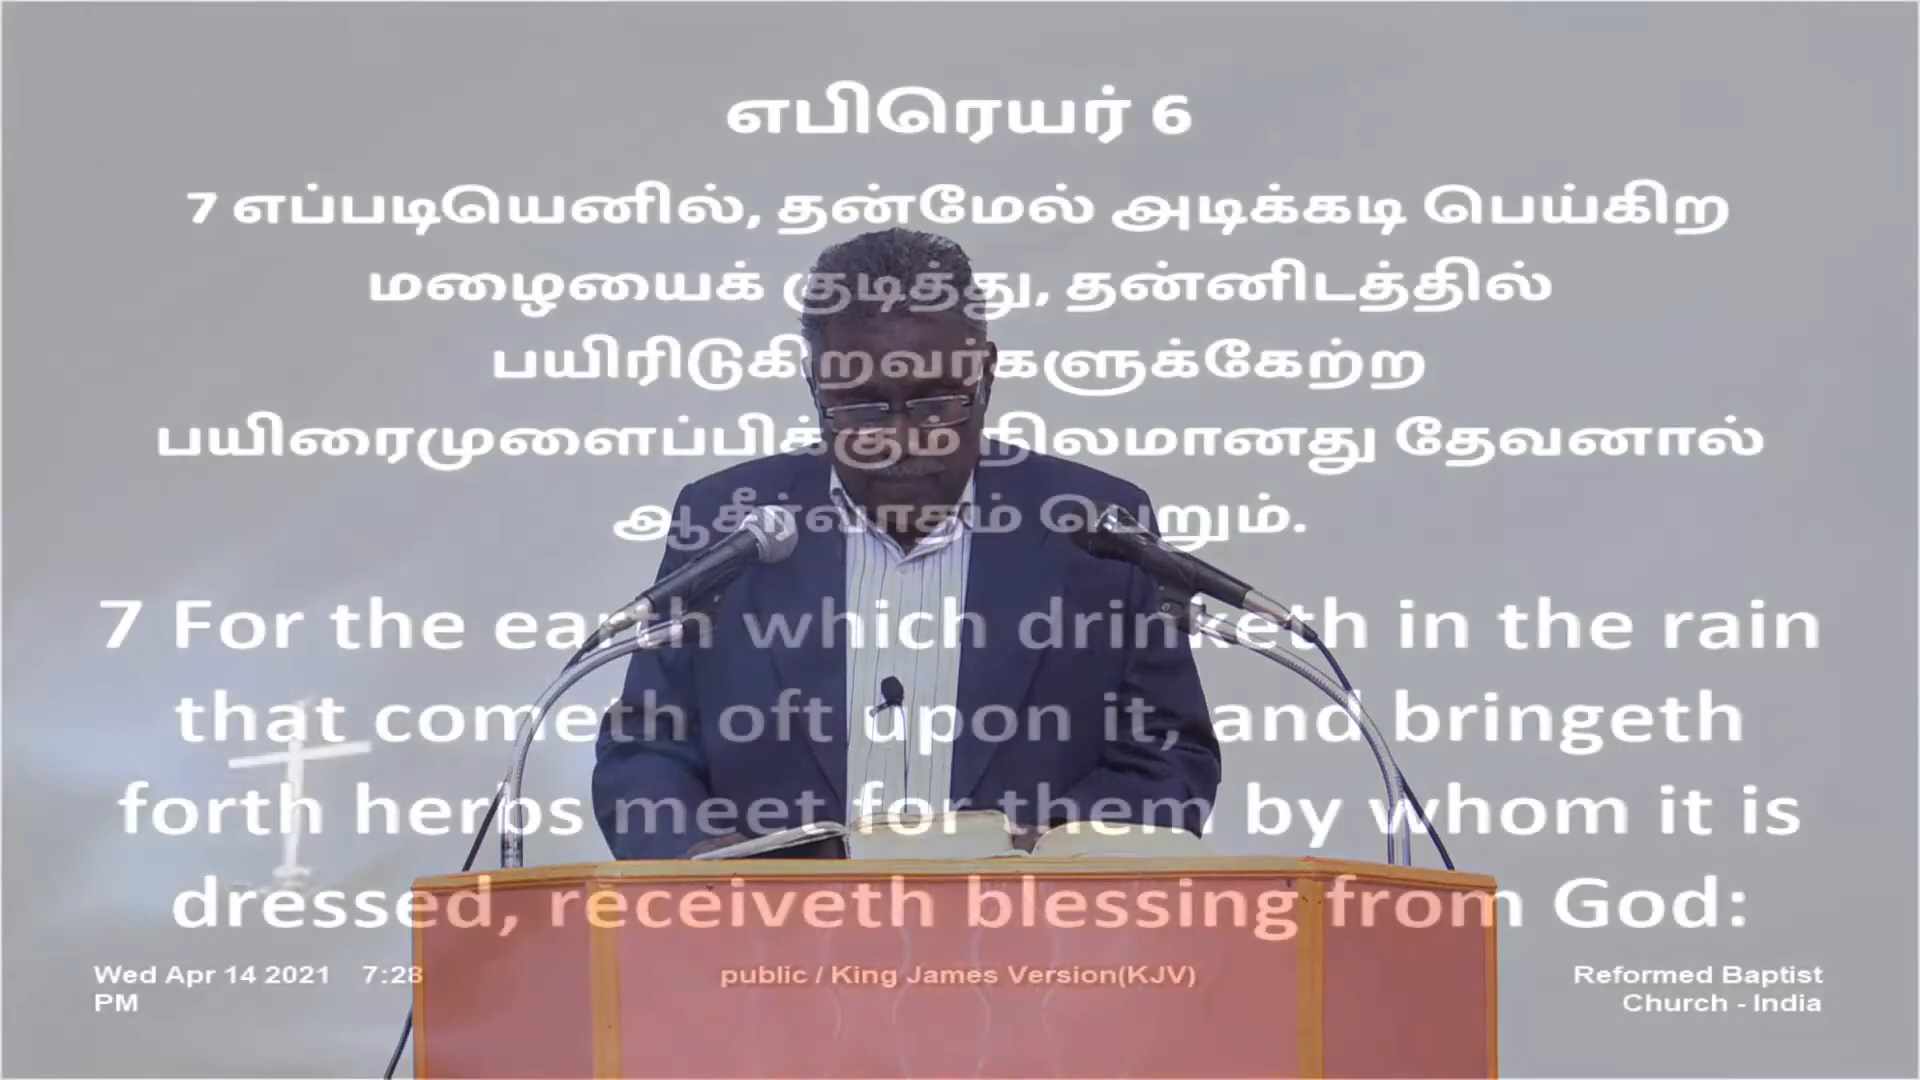 எபிரெயர் 6
7 எப்படியெனில், தன்மேல் அடிக்கடி பெய்கிற
மழையைக் குடித்து, தன்னிடத்தில்
பயிரிடுகிறவர்களுக்கேற்ற
பயிரைமுளைப்பிக்கும் நிலமானது தேவனால்
ஆசீர்வாதம் பெறும்.
7 For the earth which drinketh in the rain
that cometh oft upon it, and bringeth
forth herbs meet for them by whom it is
dressed, receiveth blessing from God:
Wed Apr 14 2021 7:28
PM
public / King James Version(KJV)
Reformed Baptist
Church - India